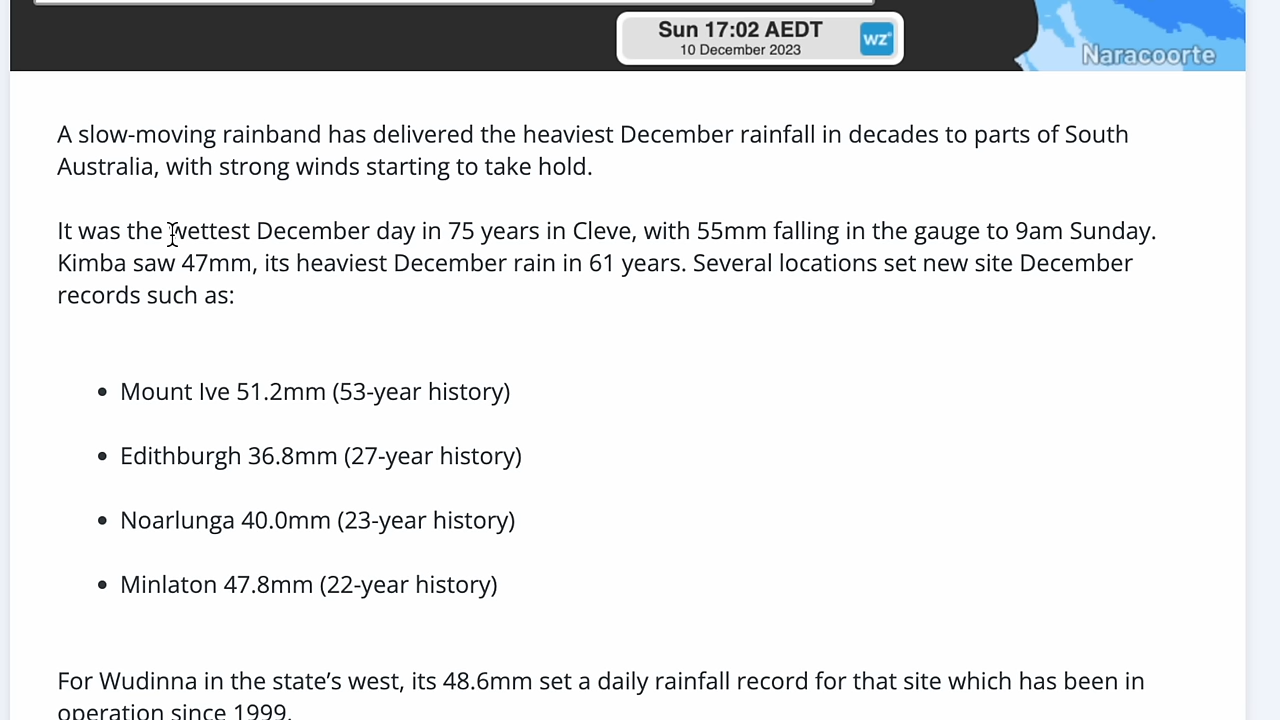 Sun 17:02 AEDT
10 December 2023
WZ
Naracoorte
A slow-moving rainband has delivered the heaviest December rainfall in decades to parts of South
Australia, with strong winds starting to take hold.
It was the wettest December day in 75 years in Cleve, with 55mm falling in the gauge to 9am Sunday.
Kimba saw 47mm, its heaviest December rain in 61 years. Several locations set new site December
records such as:
• Mount Ive 51.2mm (53-year history)
• Edithburgh 36.8mm (27-year history)
• Noarlunga 40.0mm (23-year history)
• Minlaton 47.8mm (22-year history)
For Wudinna in the state’s west, its 48.6mm set a daily rainfall record for that site which has been in
operation since 1999.